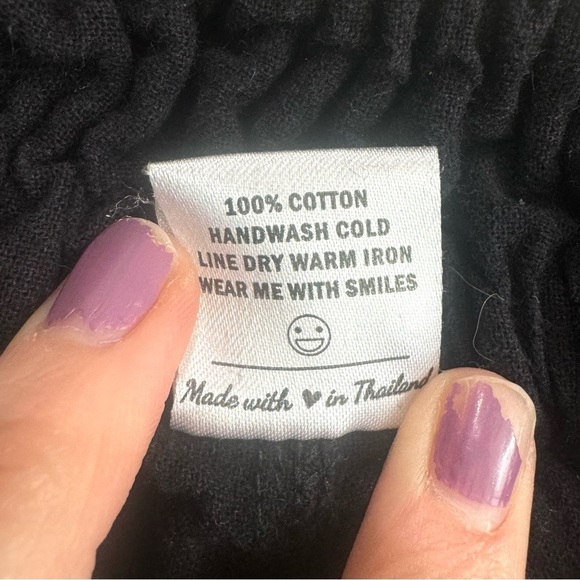 100% COTTON
HANDWASH COLD
LINE DRY WARM IRON
WEAR ME WITH SMILES
Made with ♥ in Thailand